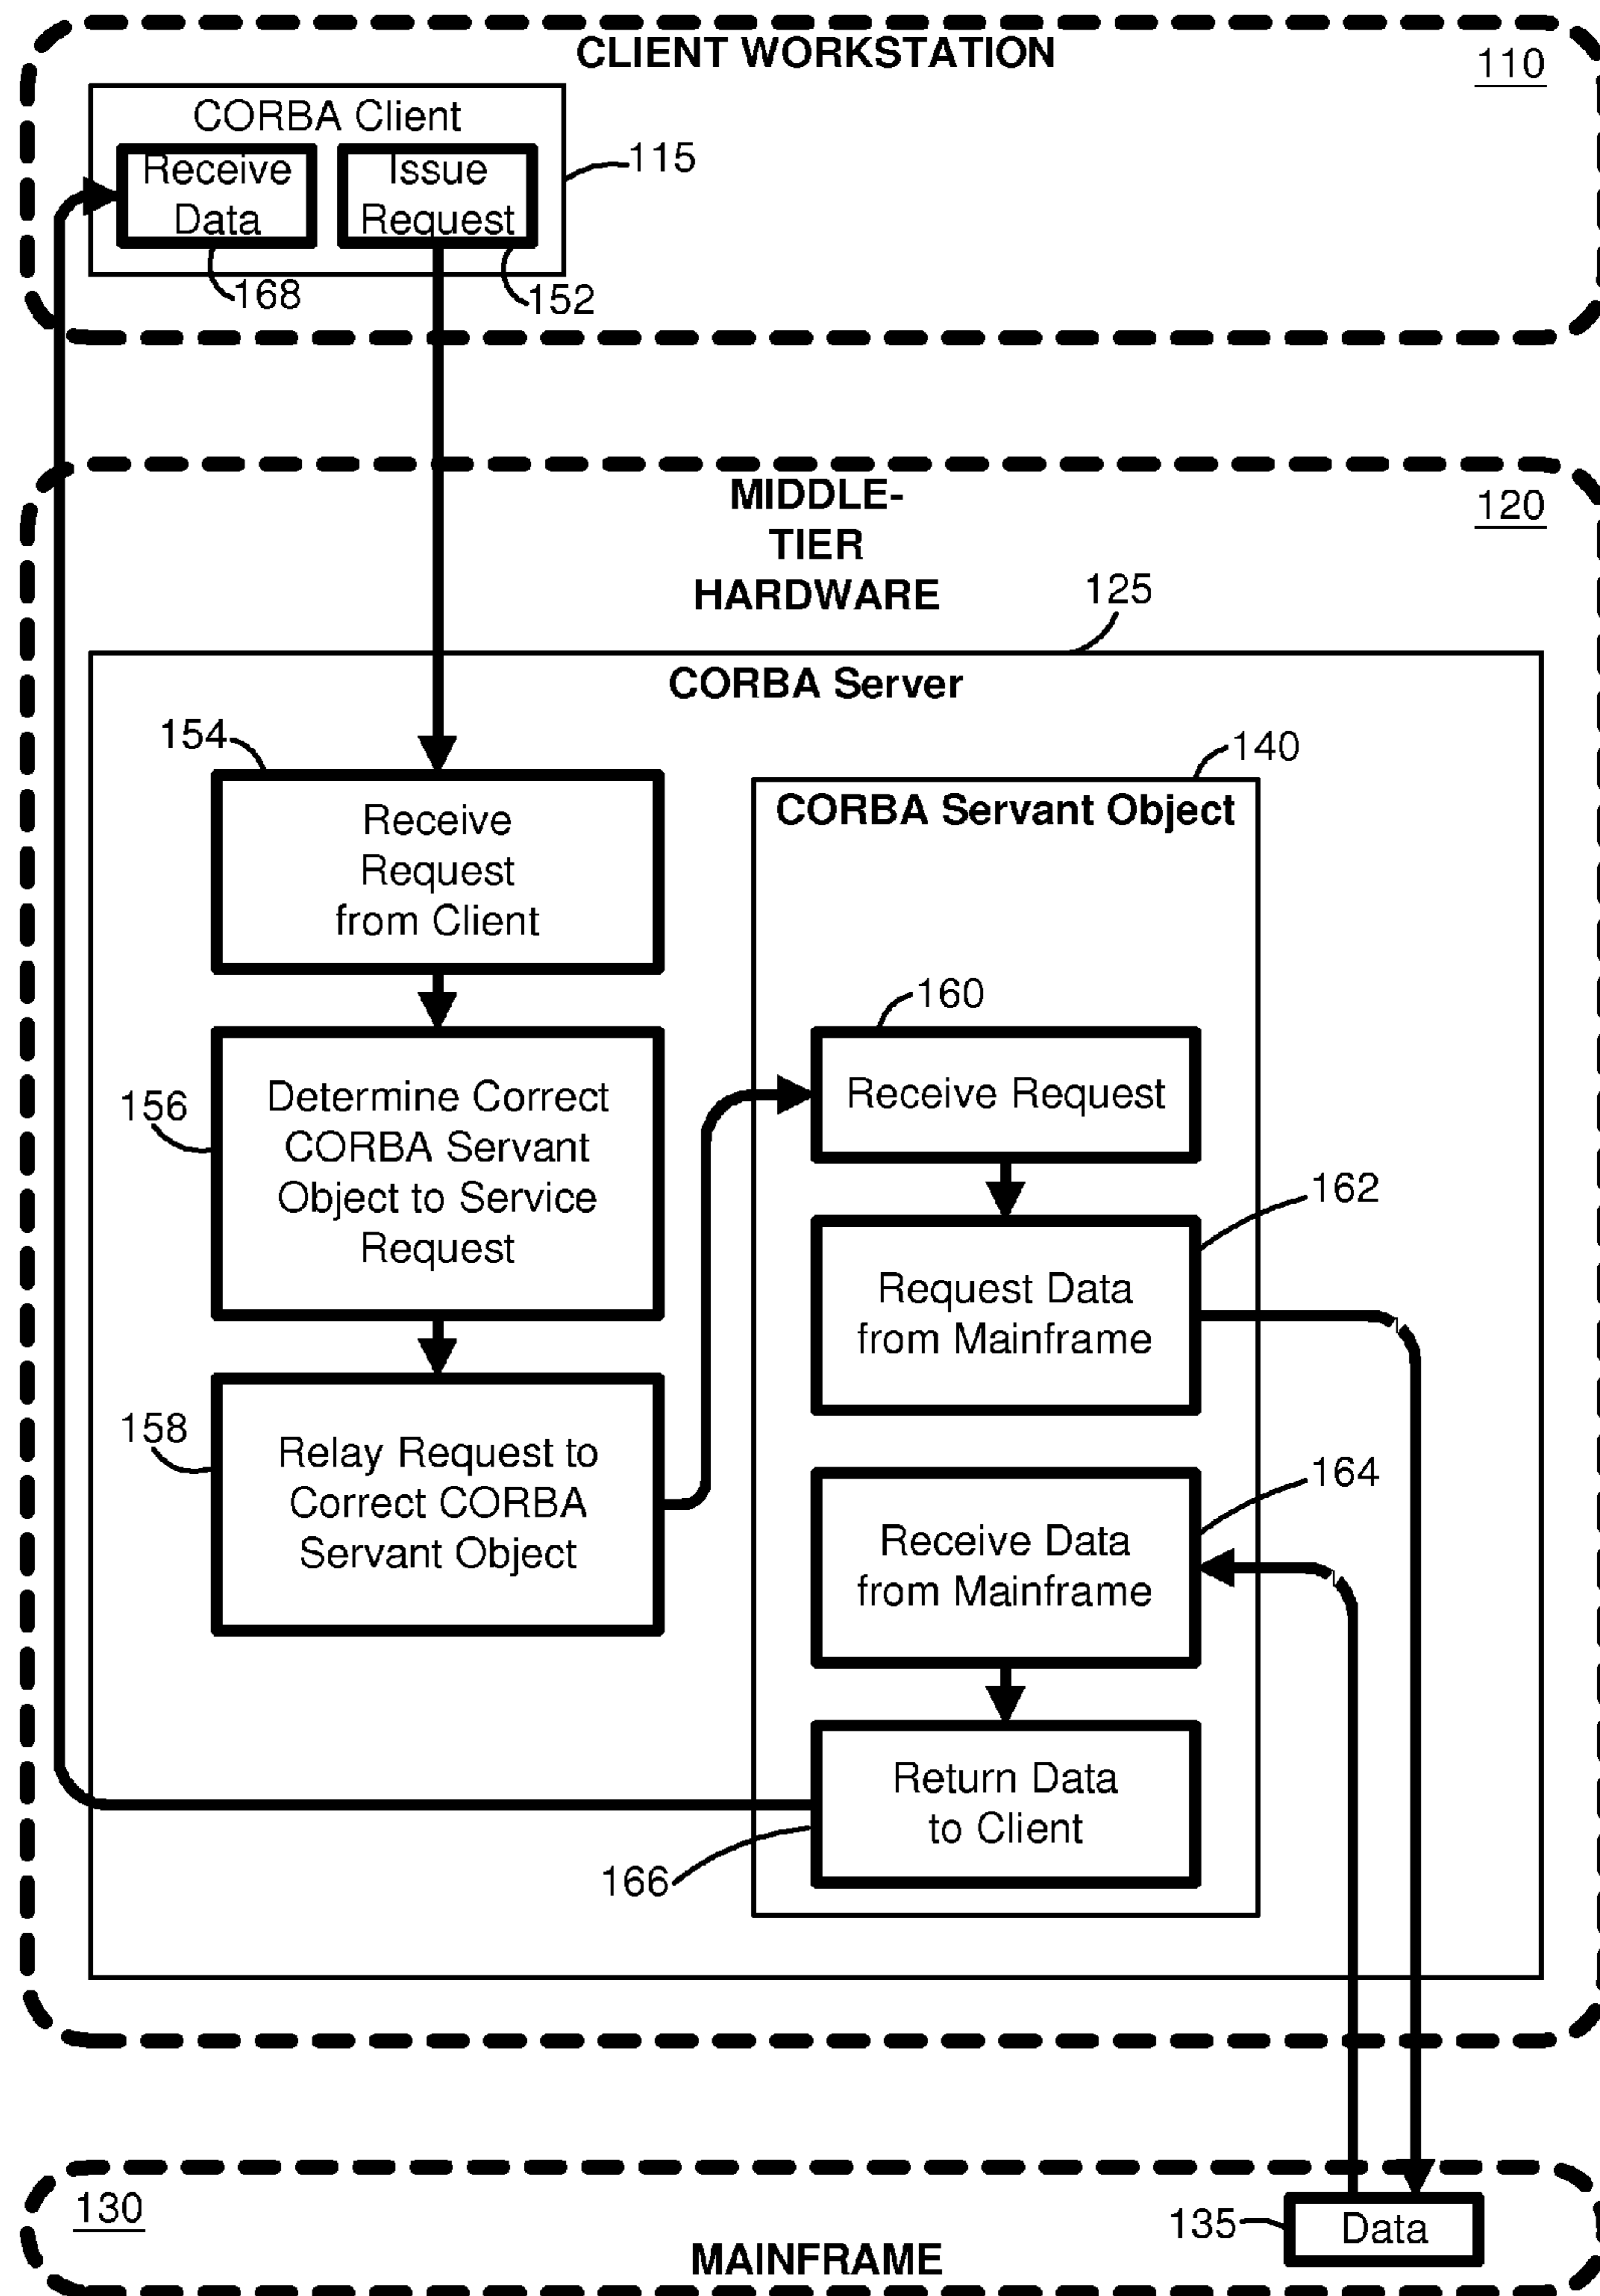 CLIENT WORKSTATION
110
CORBA Client
Receive
Data
Issue
Request
115
168
152
MIDDLE-
TIER
HARDWARE
120
125
CORBA Server
154
Receive
Request
from Client
140
CORBA Servant Object
156
Determine Correct
CORBA Servant
Object to Service
Request
160
Receive Request
162
Request Data
from Mainframe
158
Relay Request to
Correct CORBA
Servant Object
164
Receive Data
from Mainframe
Return Data
to Client
166
130
MAINFRAME
135
Data